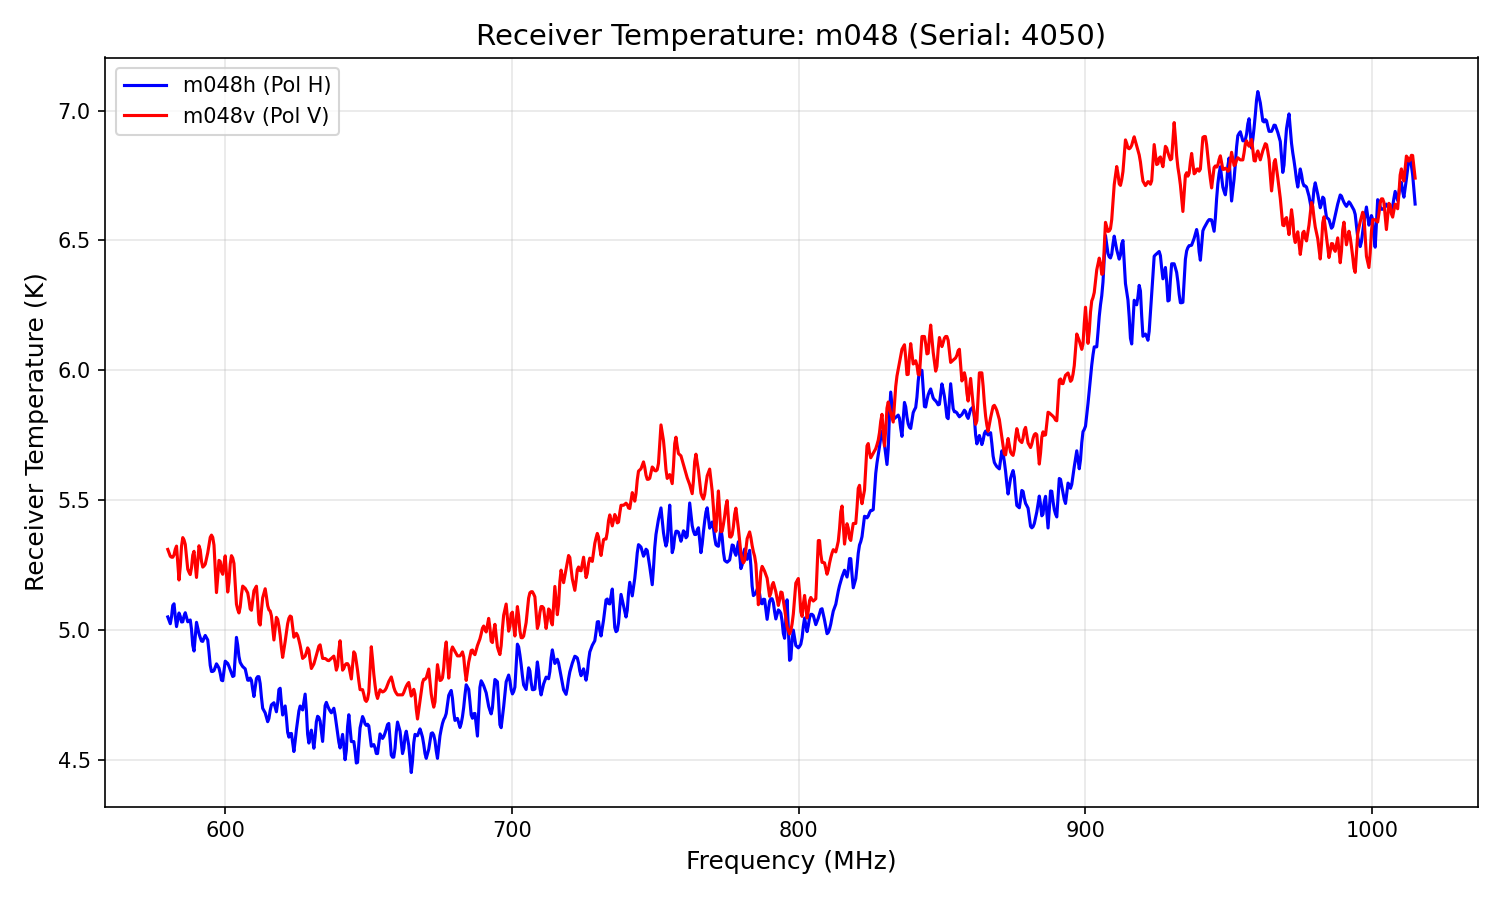 Receiver Temperature: m048 (Serial: 4050)
m048h (Pol H)
m048v (Pol V)
Receiver Temperature (K)
7.0
6.5
6.0
5.5
5.0
4.5
600 700 800 900 1000
Frequency (MHz)